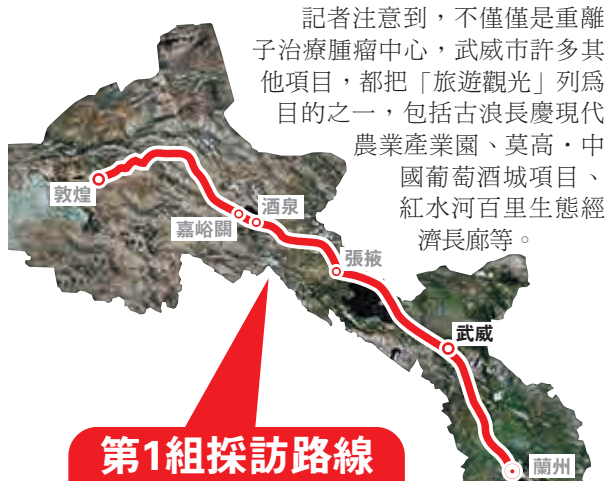 記者注意到，不僅僅是重離
子治療腫瘤中心，武威市許多其
他項目，都把「旅遊觀光」列爲
目的之一，包括古浪長慶現代
農業產業園、莫高・中
國葡萄酒城項目、
紅水河百里生態經
濟長廊等。
敦煌
酒泉
嘉峪關
張掖
武威
蘭州
第1組採訪路線